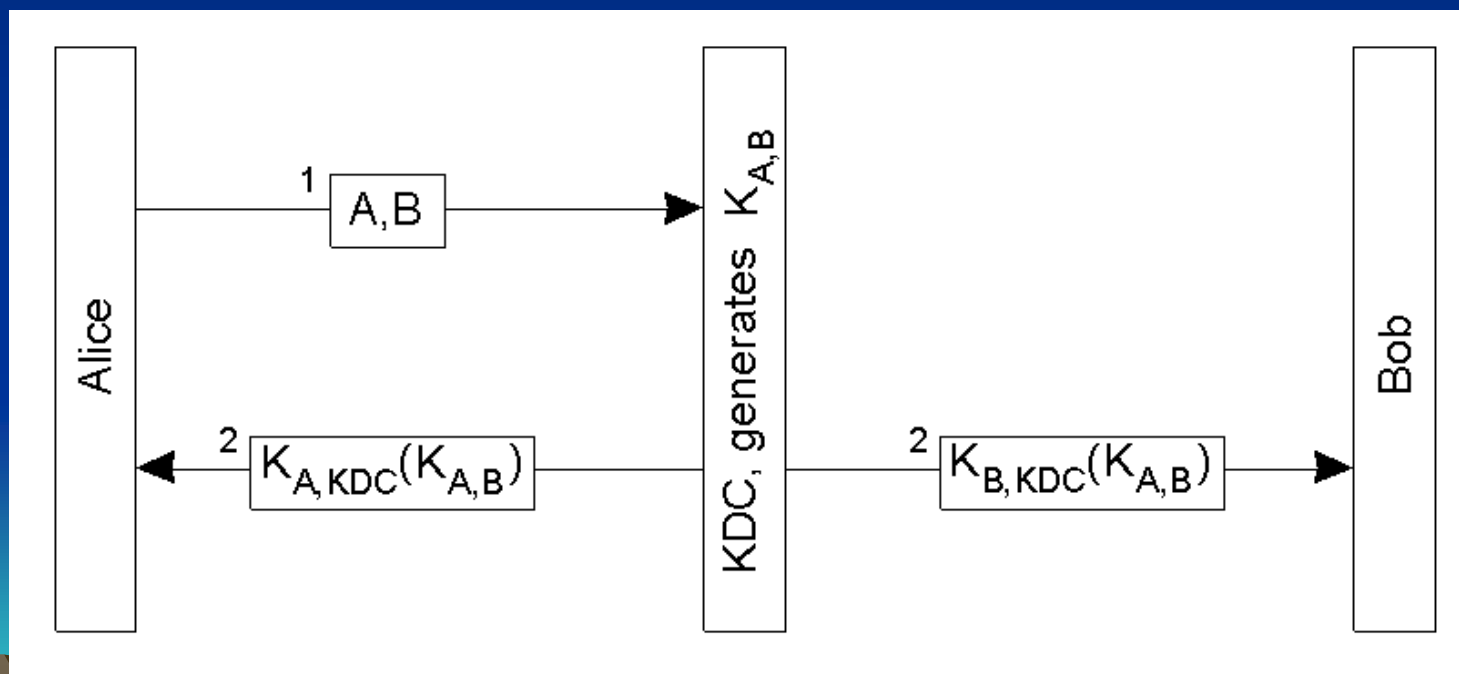 Alice
1
A,B
KDC, generates K_A,B
2
K_A,KDC(K_A,B)
2
K_B,KDC(K_A,B)
Bob